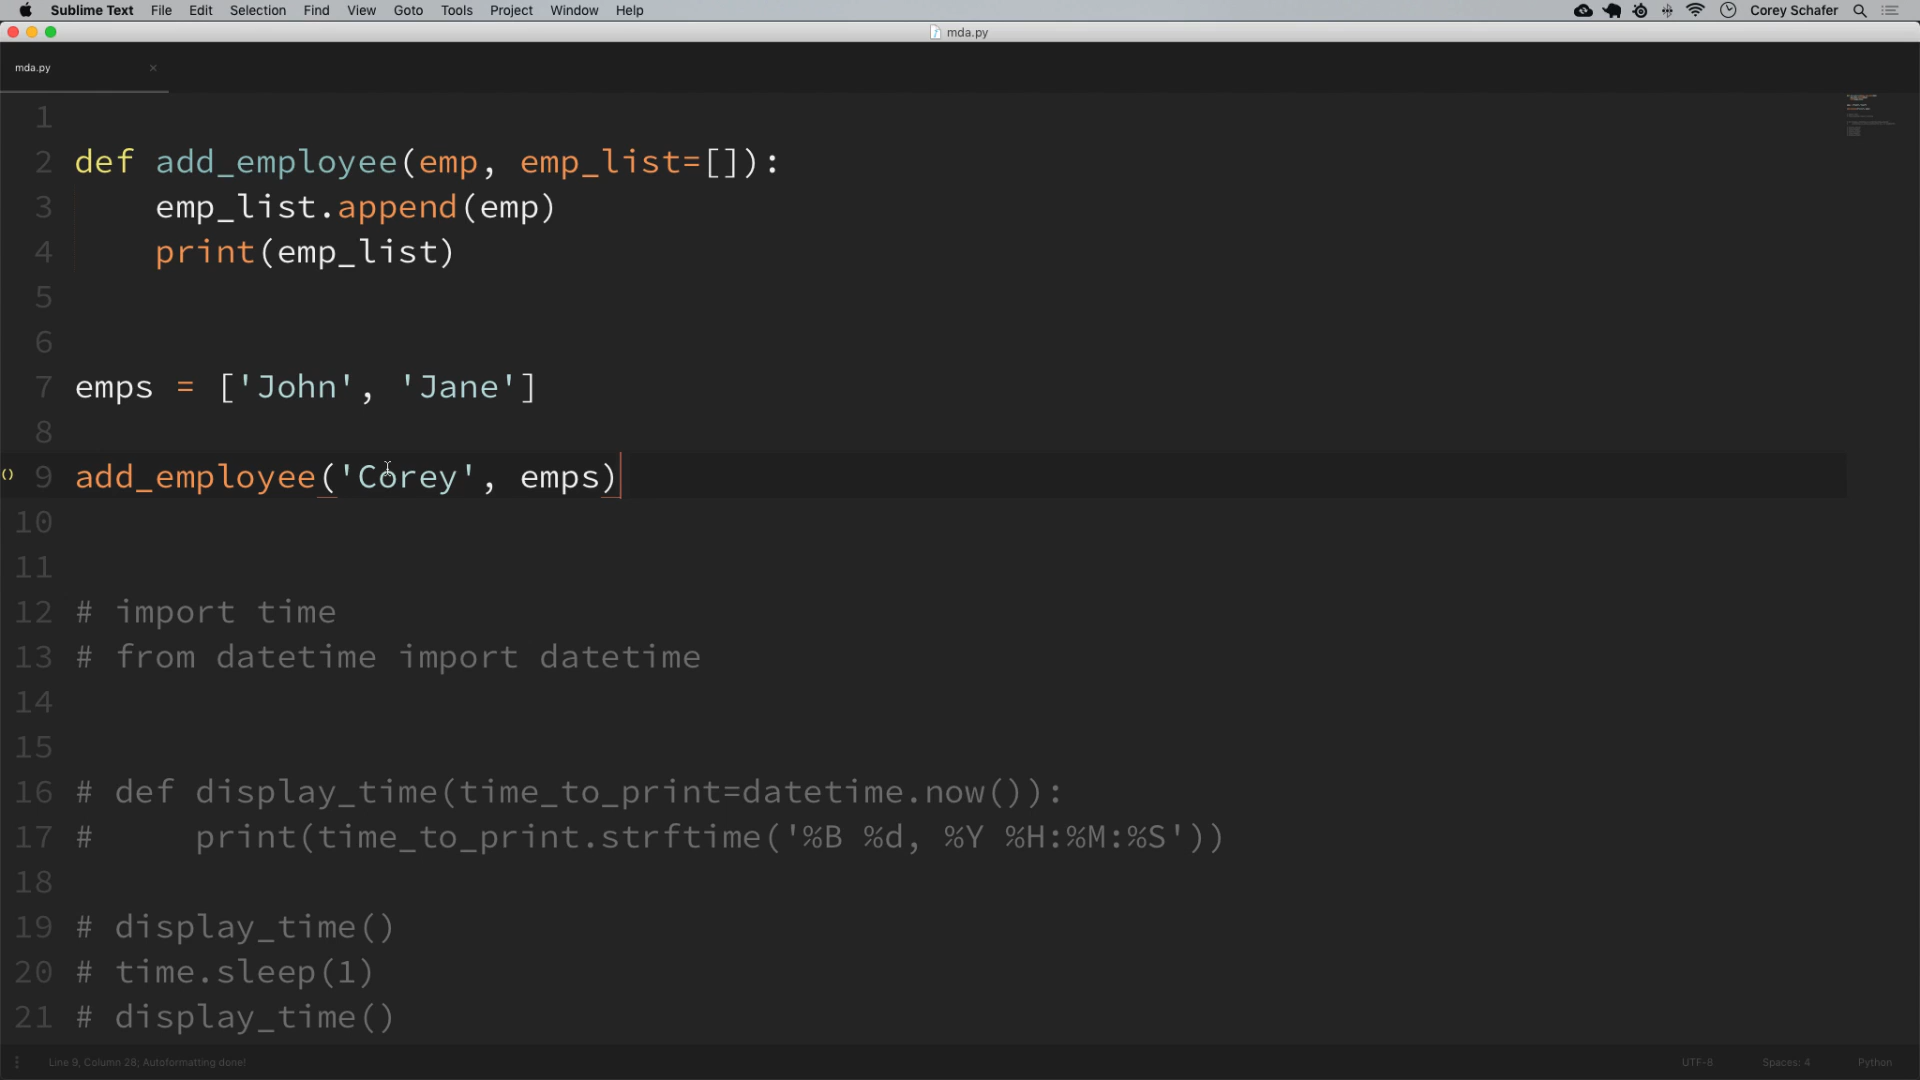 Sublime Text File Edit Selection Find View Goto Tools Project Window Help Corey Schafer
mda.py
mda.py ×
1
2 def add_employee(emp, emp_list=[]):
3     emp_list.append(emp)
4     print(emp_list)
5
6
7 emps = ['John', 'Jane']
8
9 add_employee('Corey', emps)
10
11
12 # import time
13 # from datetime import datetime
14
15
16 # def display_time(time_to_print=datetime.now()):
17 #     print(time_to_print.strftime('%B %d, %Y %H:%M:%S'))
18
19 # display_time()
20 # time.sleep(1)
21 # display_time()
Line 9, Column 28; Autoformatting done! UTF-8 Spaces: 4 Python